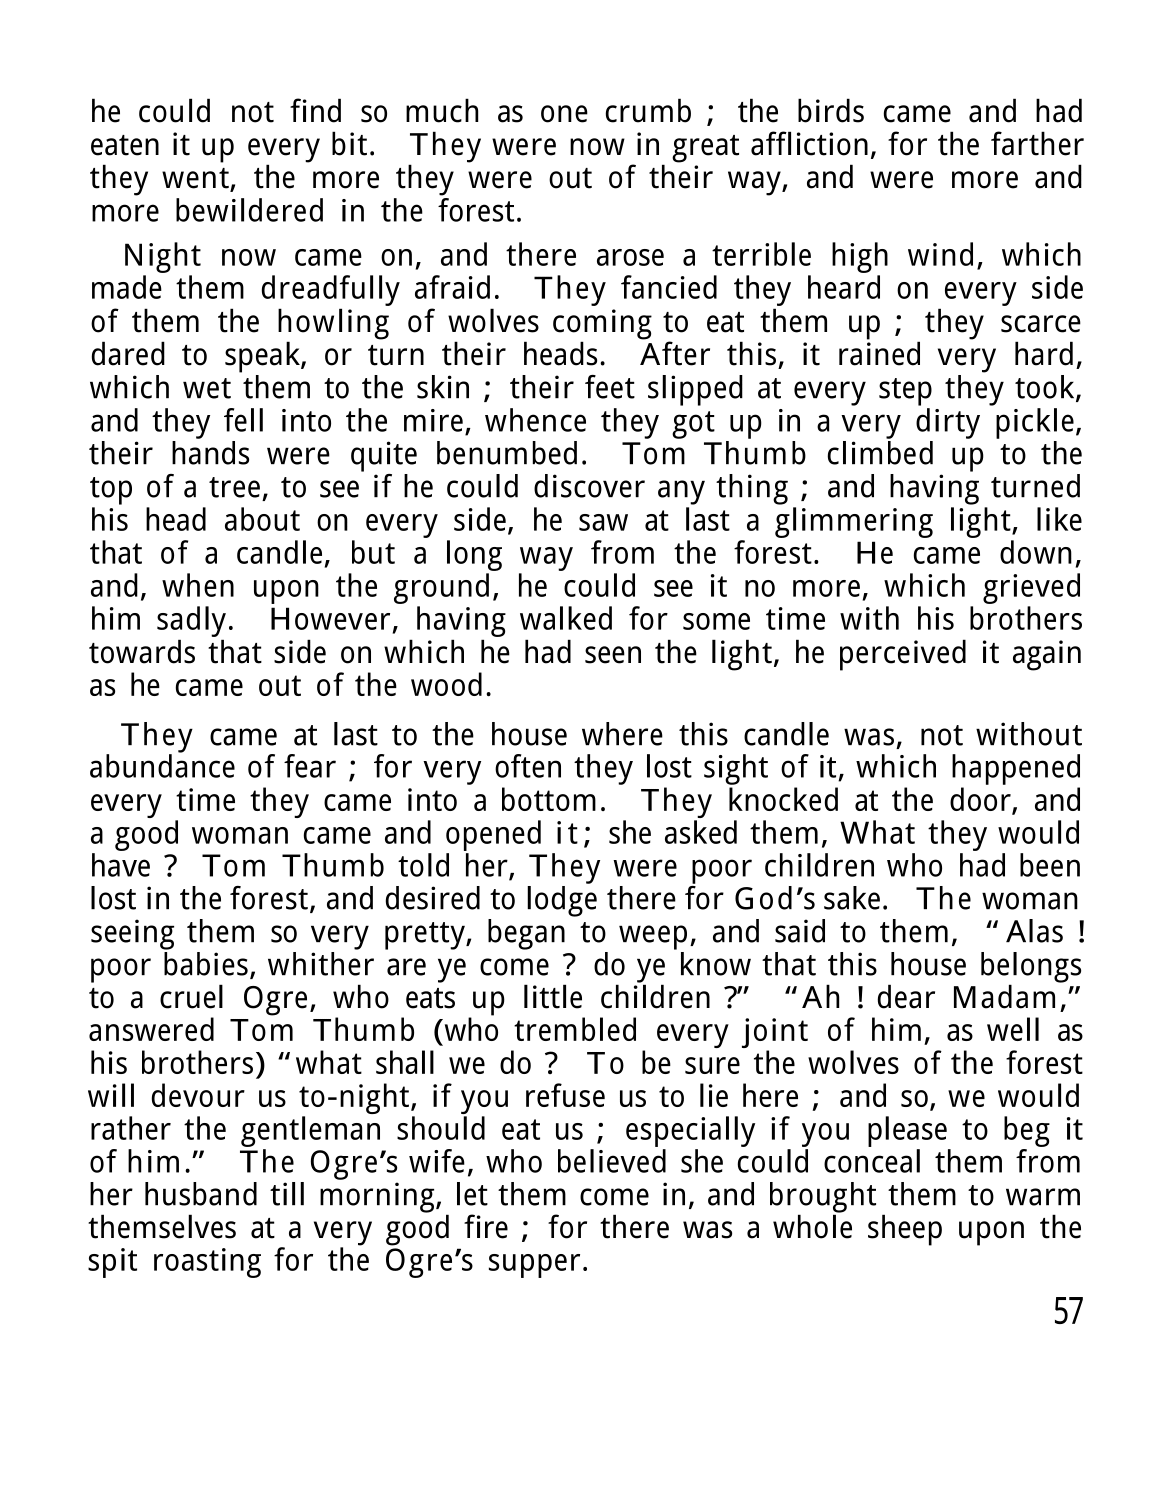 he could not find so much as one crumb ; the birds came and had
eaten it up every bit. They were now in great affliction, for the farther
they went, the more they were out of their way, and were more and
more bewildered in the forest.
Night now came on, and there arose a terrible high wind, which
made them dreadfully afraid. They fancied they heard on every side
of them the howling of wolves coming to eat them up ; they scarce
dared to speak, or turn their heads. After this, it rained very hard,
which wet them to the skin ; their feet slipped at every step they took,
and they fell into the mire, whence they got up in a very dirty pickle,
their hands were quite benumbed. Tom Thumb climbed up to the
top of a tree, to see if he could discover any thing ; and having turned
his head about on every side, he saw at last a glimmering light, like
that of a candle, but a long way from the forest. He came down,
and, when upon the ground, he could see it no more, which grieved
him sadly. However, having walked for some time with his brothers
towards that side on which he had seen the light, he perceived it again
as he came out of the wood.
They came at last to the house where this candle was, not without
abundance of fear ; for very often they lost sight of it, which happened
every time they came into a bottom. They knocked at the door, and
a good woman came and opened it; she asked them, What they would
have ? Tom Thumb told her, They were poor children who had been
lost in the forest, and desired to lodge there for God’s sake. The woman
seeing them so very pretty, began to weep, and said to them, “ Alas !
poor babies, whither are ye come ? do ye know that this house belongs
to a cruel Ogre, who eats up little children ?” “Ah ! dear Madam,”
answered Tom Thumb (who trembled every joint of him, as well as
his brothers) “ what shall we do ? To be sure the wolves of the forest
will devour us to-night, if you refuse us to lie here ; and so, we would
rather the gentleman should eat us ; especially if you please to beg it
of him.” The Ogre’s wife, who believed she could conceal them from
her husband till morning, let them come in, and brought them to warm
themselves at a very good fire ; for there was a whole sheep upon the
spit roasting for the Ogre’s supper.
57